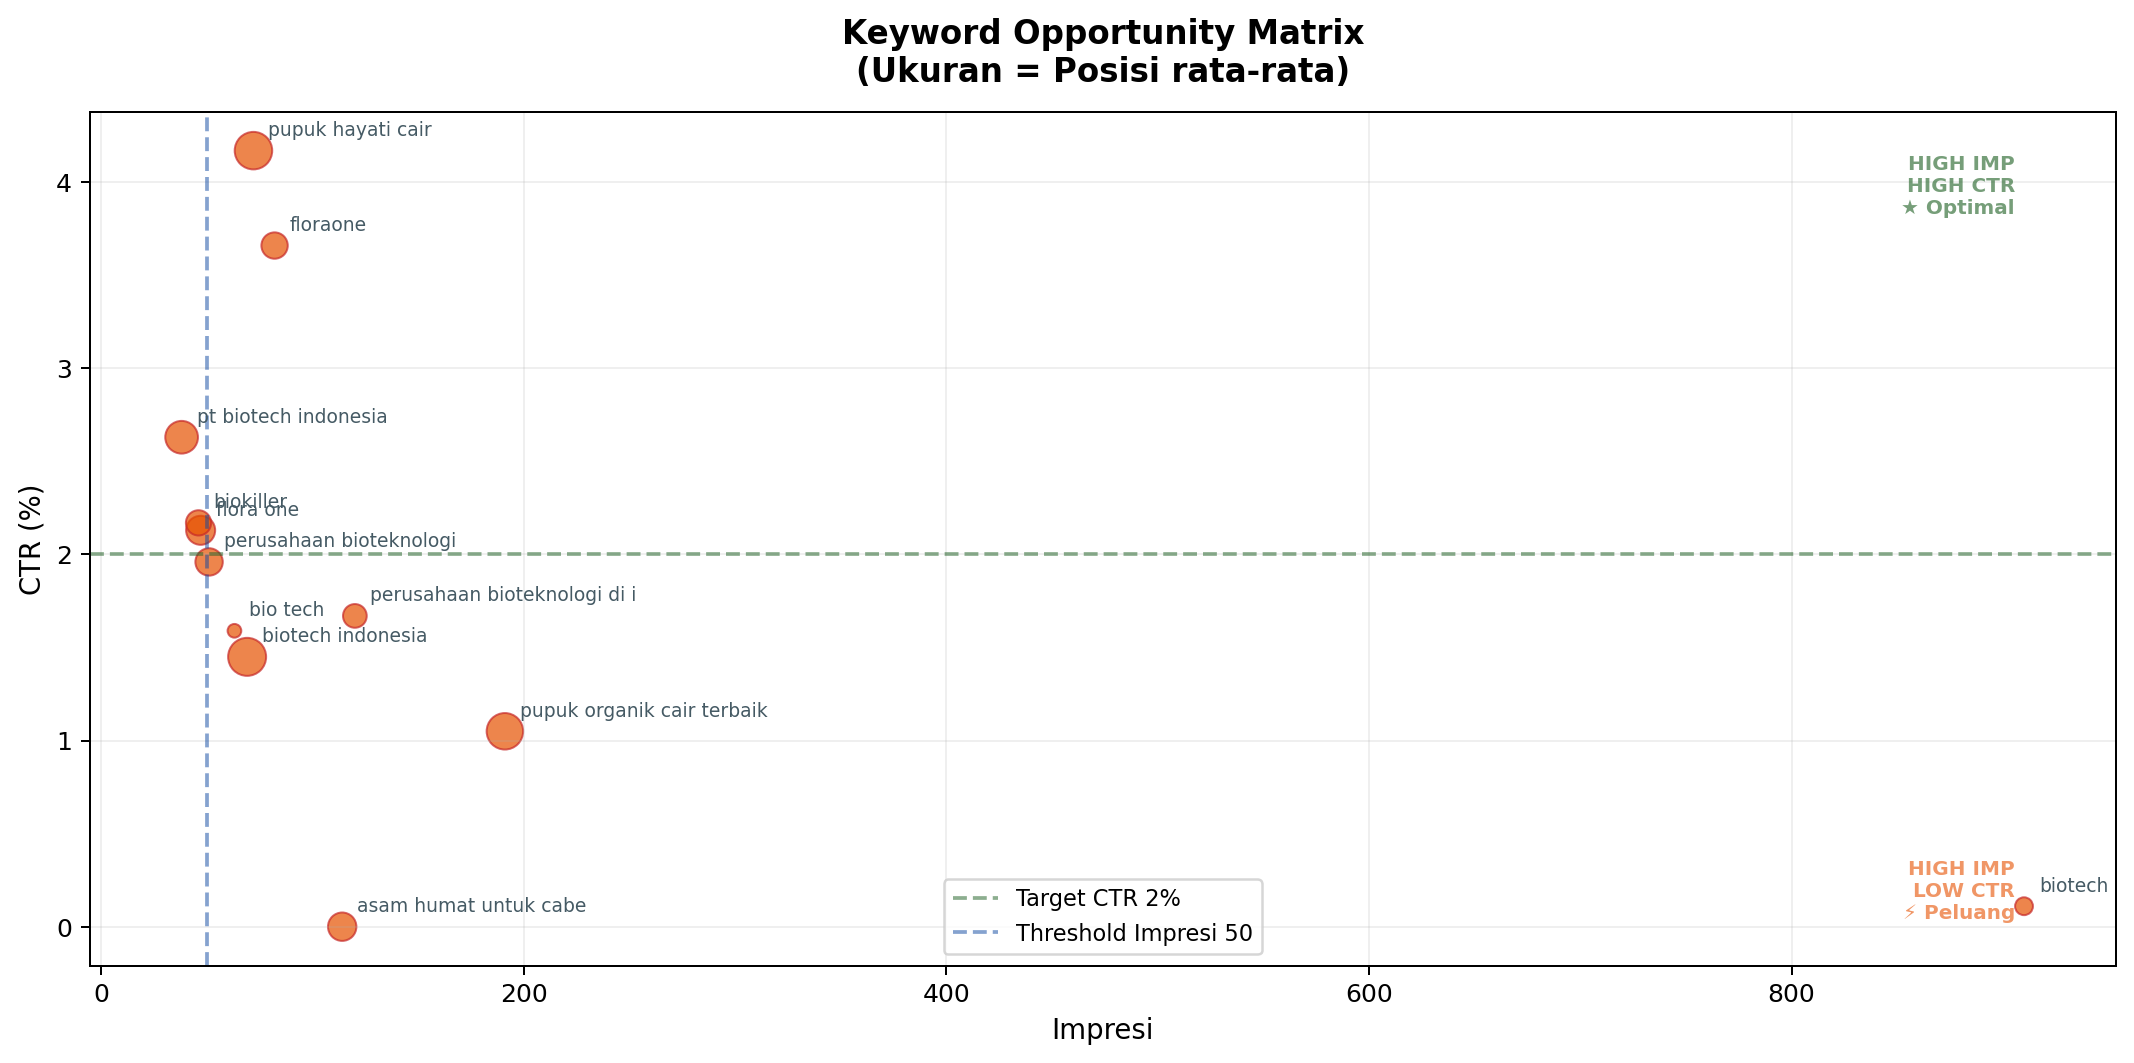 Keyword Opportunity Matrix
(Ukuran = Posisi rata-rata)
pupuk hayati cair
HIGH IMP
HIGH CTR
★ Optimal
floraone
pt biotech indonesia
biokiller
flora one
perusahaan bioteknologi
perusahaan bioteknologi di i
bio tech
biotech indonesia
pupuk organik cair terbaik
HIGH IMP
LOW CTR
⚡ Peluang
biotech
asam humat untuk cabe
Target CTR 2%
Threshold Impresi 50
4
3
2
1
0
CTR (%)
0
200
400
600
800
Impresi